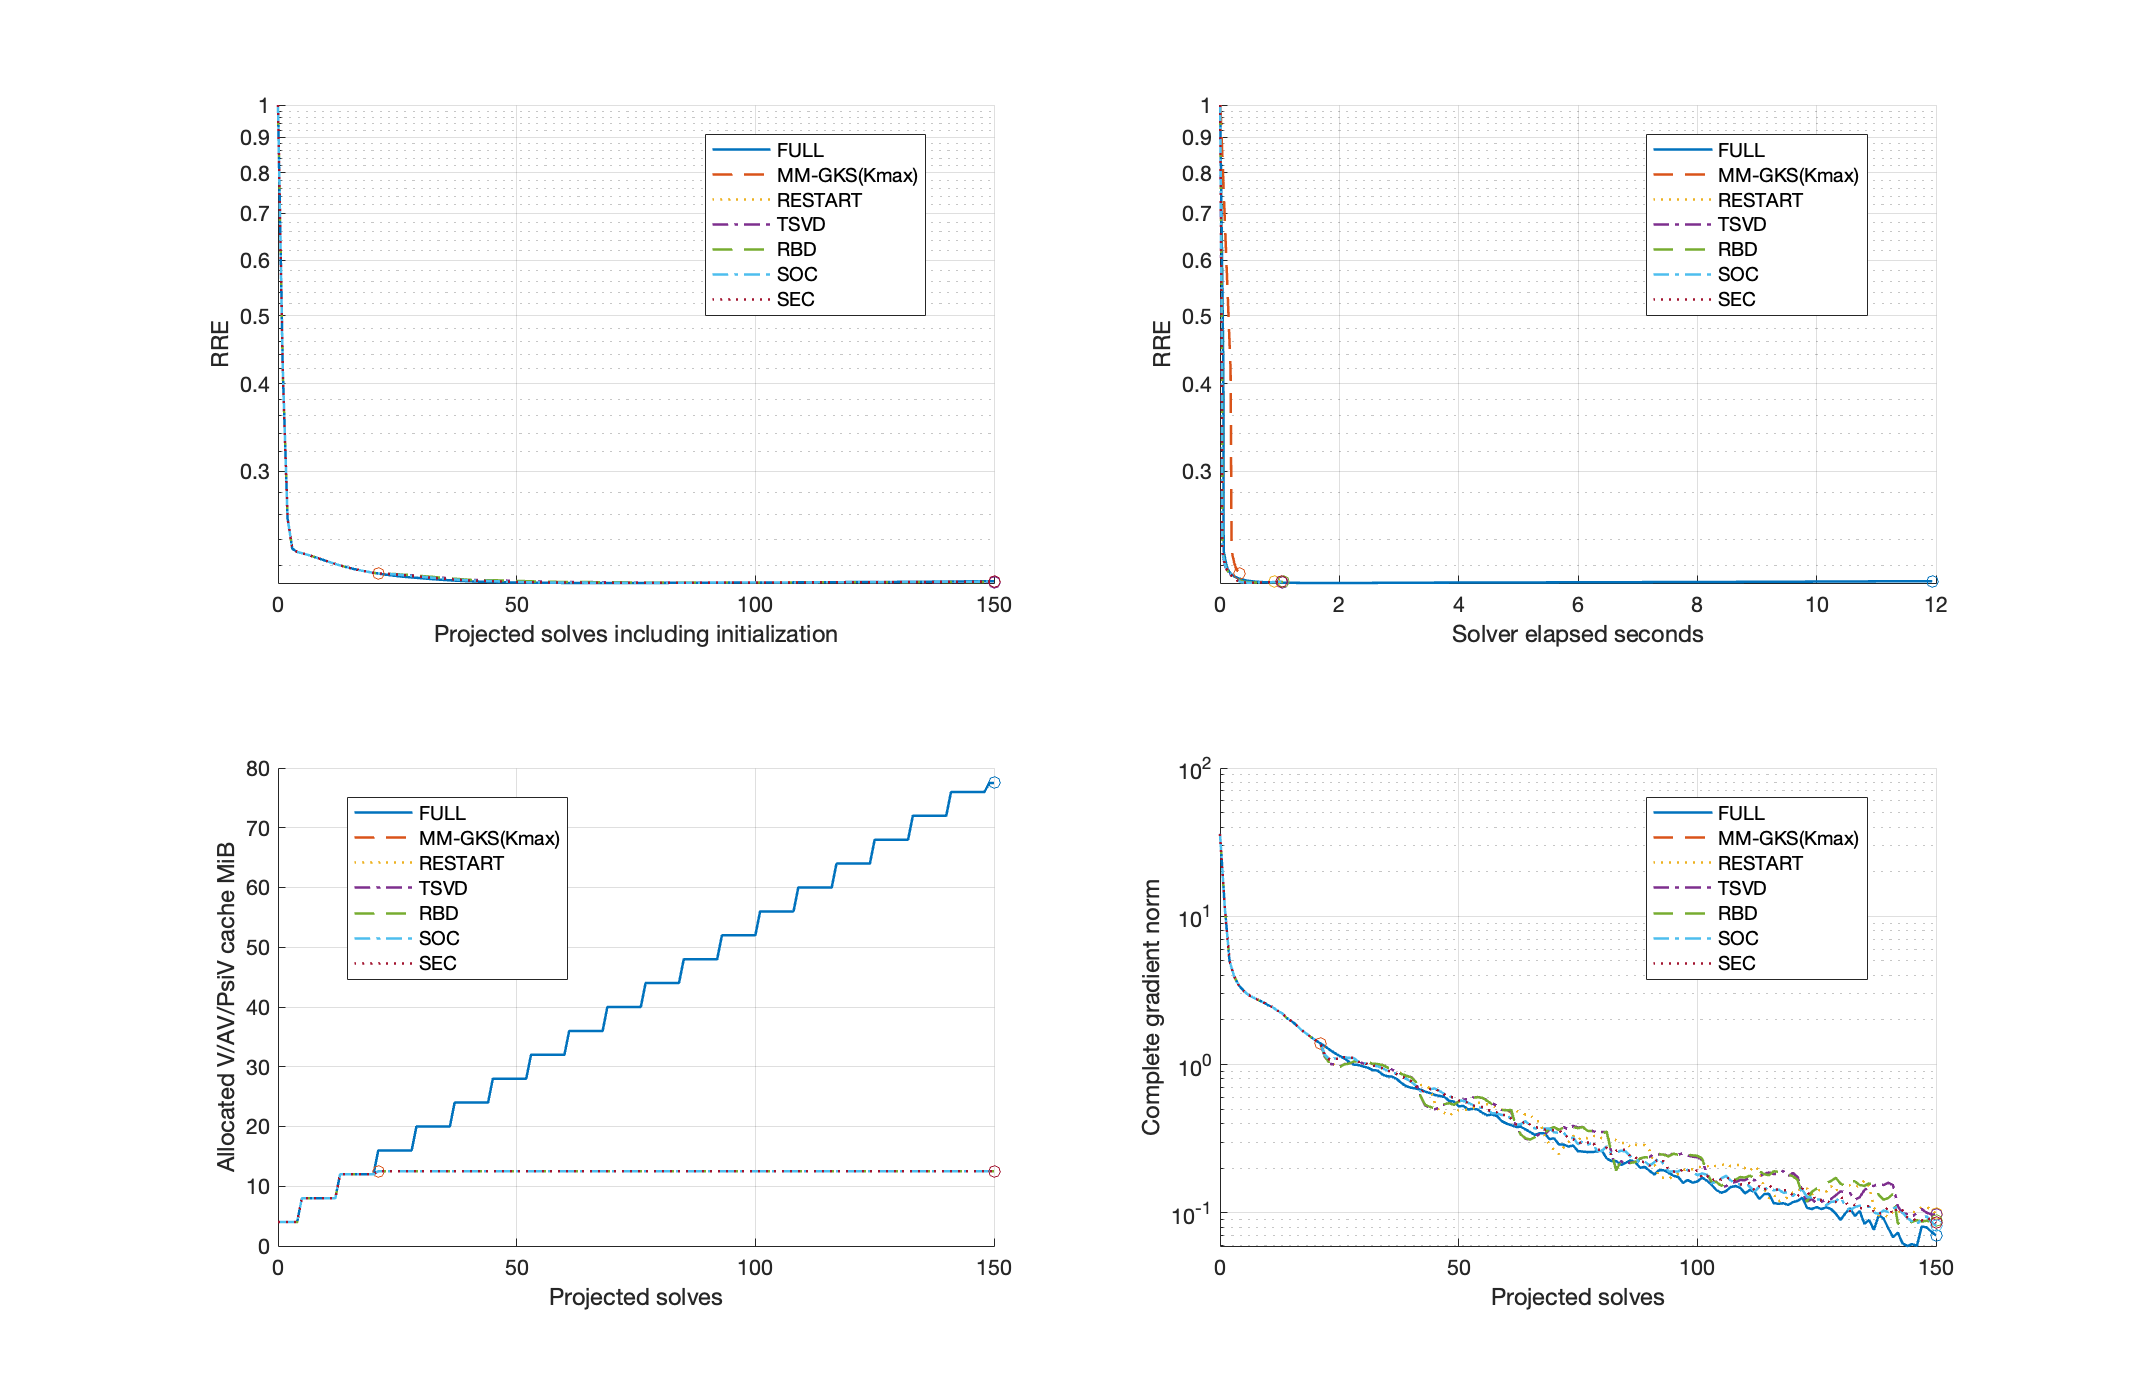 1
0.9
0.8
0.7
0.6
0.5
0.4
0.3
RRE
0
50
100
150
Projected solves including initialization
FULL
MM-GKS(Kmax)
RESTART
TSVD
RBD
SOC
SEC
1
0.9
0.8
0.7
0.6
0.5
0.4
0.3
RRE
0
2
4
6
8
10
12
Solver elapsed seconds
FULL
MM-GKS(Kmax)
RESTART
TSVD
RBD
SOC
SEC
80
70
60
50
40
30
20
10
0
Allocated V/AV/PsiV cache MiB
0
50
100
150
Projected solves
FULL
MM-GKS(Kmax)
RESTART
TSVD
RBD
SOC
SEC
10^2
10^1
10^0
10^-1
Complete gradient norm
0
50
100
150
Projected solves
FULL
MM-GKS(Kmax)
RESTART
TSVD
RBD
SOC
SEC